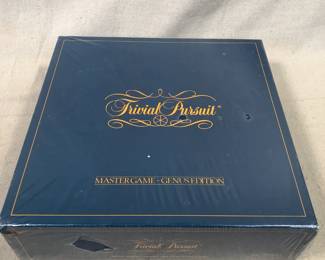 Trivial Pursuit
MASTER GAME - GENUS EDITION
Trivial Pursuit